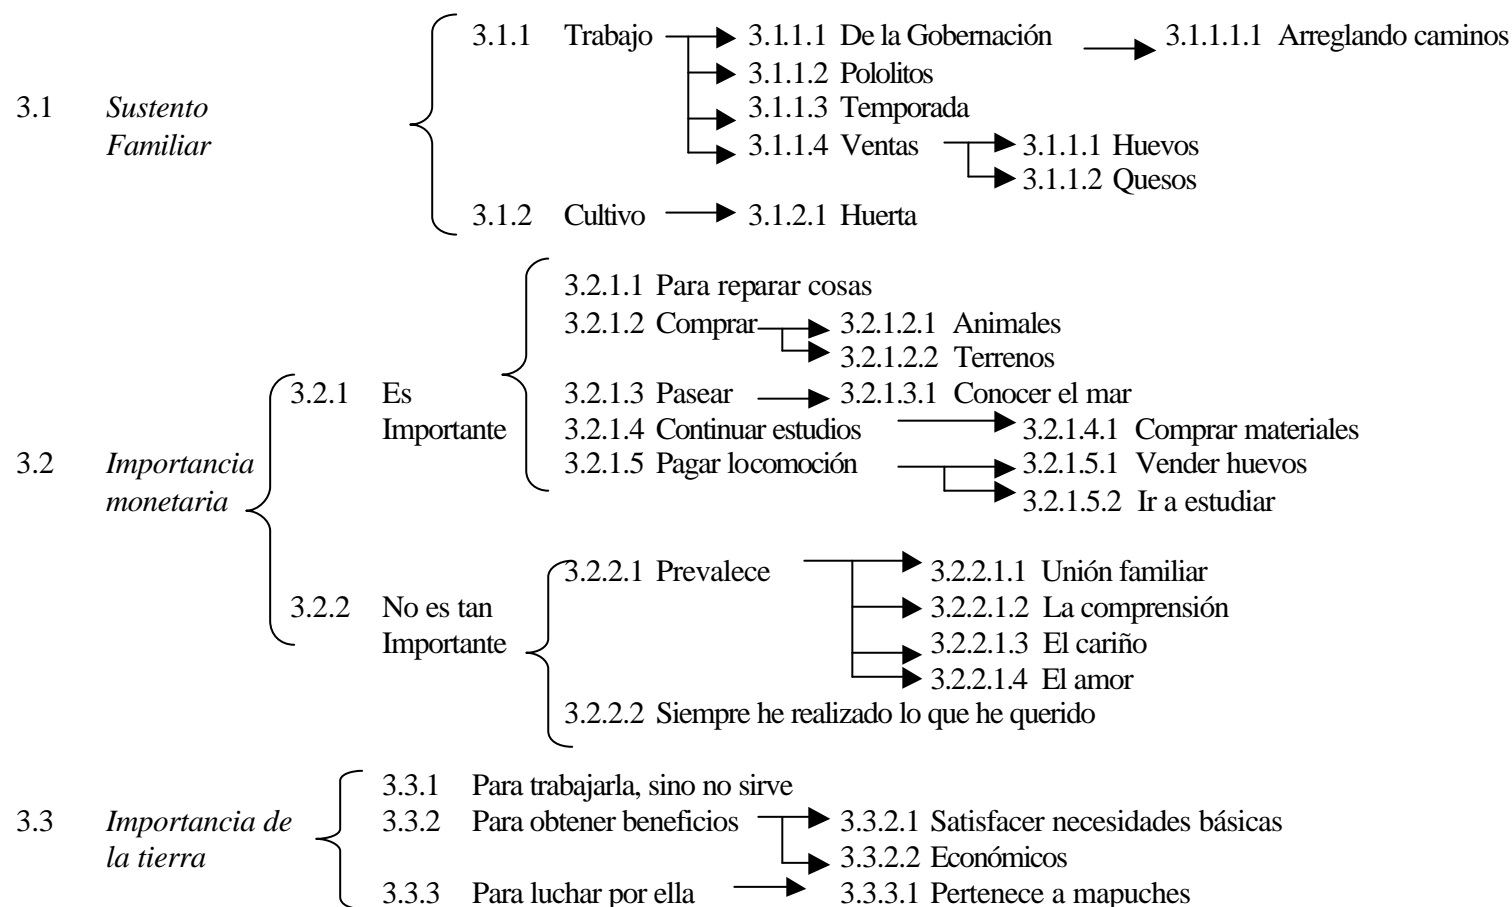 3.1.1 Trabajo 3.1.1.1 De la Gobernación 3.1.1.1.1 Arreglando caminos
3.1.1.2 Pololitos
3.1 Sustento 3.1.1.3 Temporada
Familiar 3.1.1.4 Ventas 3.1.1.1 Huevos
3.1.1.2 Quesos
3.1.2 Cultivo 3.1.2.1 Huerta
3.2.1.1 Para reparar cosas
3.2.1.2 Comprar 3.2.1.2.1 Animales
3.2.1.2.2 Terrenos
3.2.1 Es 3.2.1.3 Pasear 3.2.1.3.1 Conocer el mar
Importante 3.2.1.4 Continuar estudios 3.2.1.4.1 Comprar materiales
3.2 Importancia 3.2.1.5 Pagar locomoción 3.2.1.5.1 Vender huevos
monetaria 3.2.1.5.2 Ir a estudiar
3.2.2.1 Prevalece 3.2.2.1.1 Unión familiar
3.2.2 No es tan 3.2.2.1.2 La comprensión
Importante 3.2.2.1.3 El cariño
3.2.2.1.4 El amor
3.2.2.2 Siempre he realizado lo que he querido
3.3.1 Para trabajarla, sino no sirve
3.3 Importancia de 3.3.2 Para obtener beneficios 3.3.2.1 Satisfacer necesidades básicas
la tierra 3.3.2.2 Económicos
3.3.3 Para luchar por ella 3.3.3.1 Pertenece a mapuches